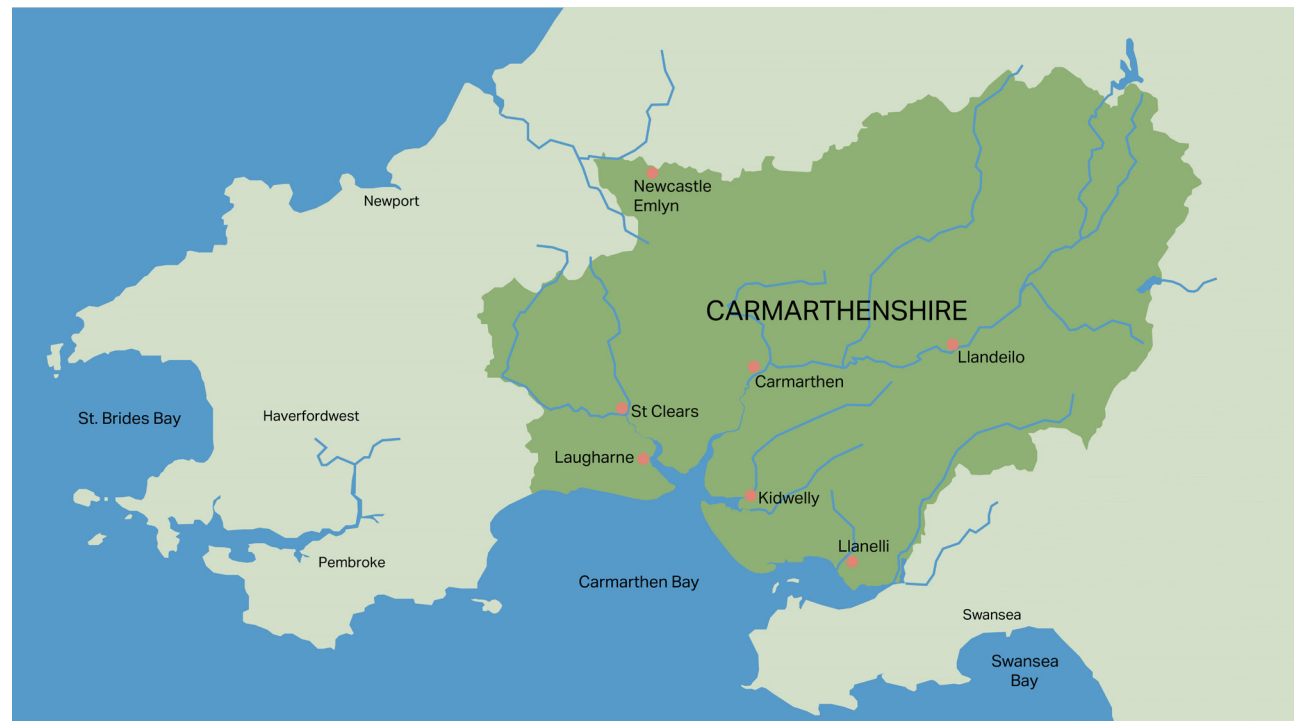 Newcastle
Emlyn
Newport
CARMARTHENSHIRE
Llandeilo
Carmarthen
St Clears
Haverfordwest
St. Brides Bay
Laugharne
Kidwelly
Llanelli
Pembroke
Carmarthen Bay
Swansea
Swansea
Bay